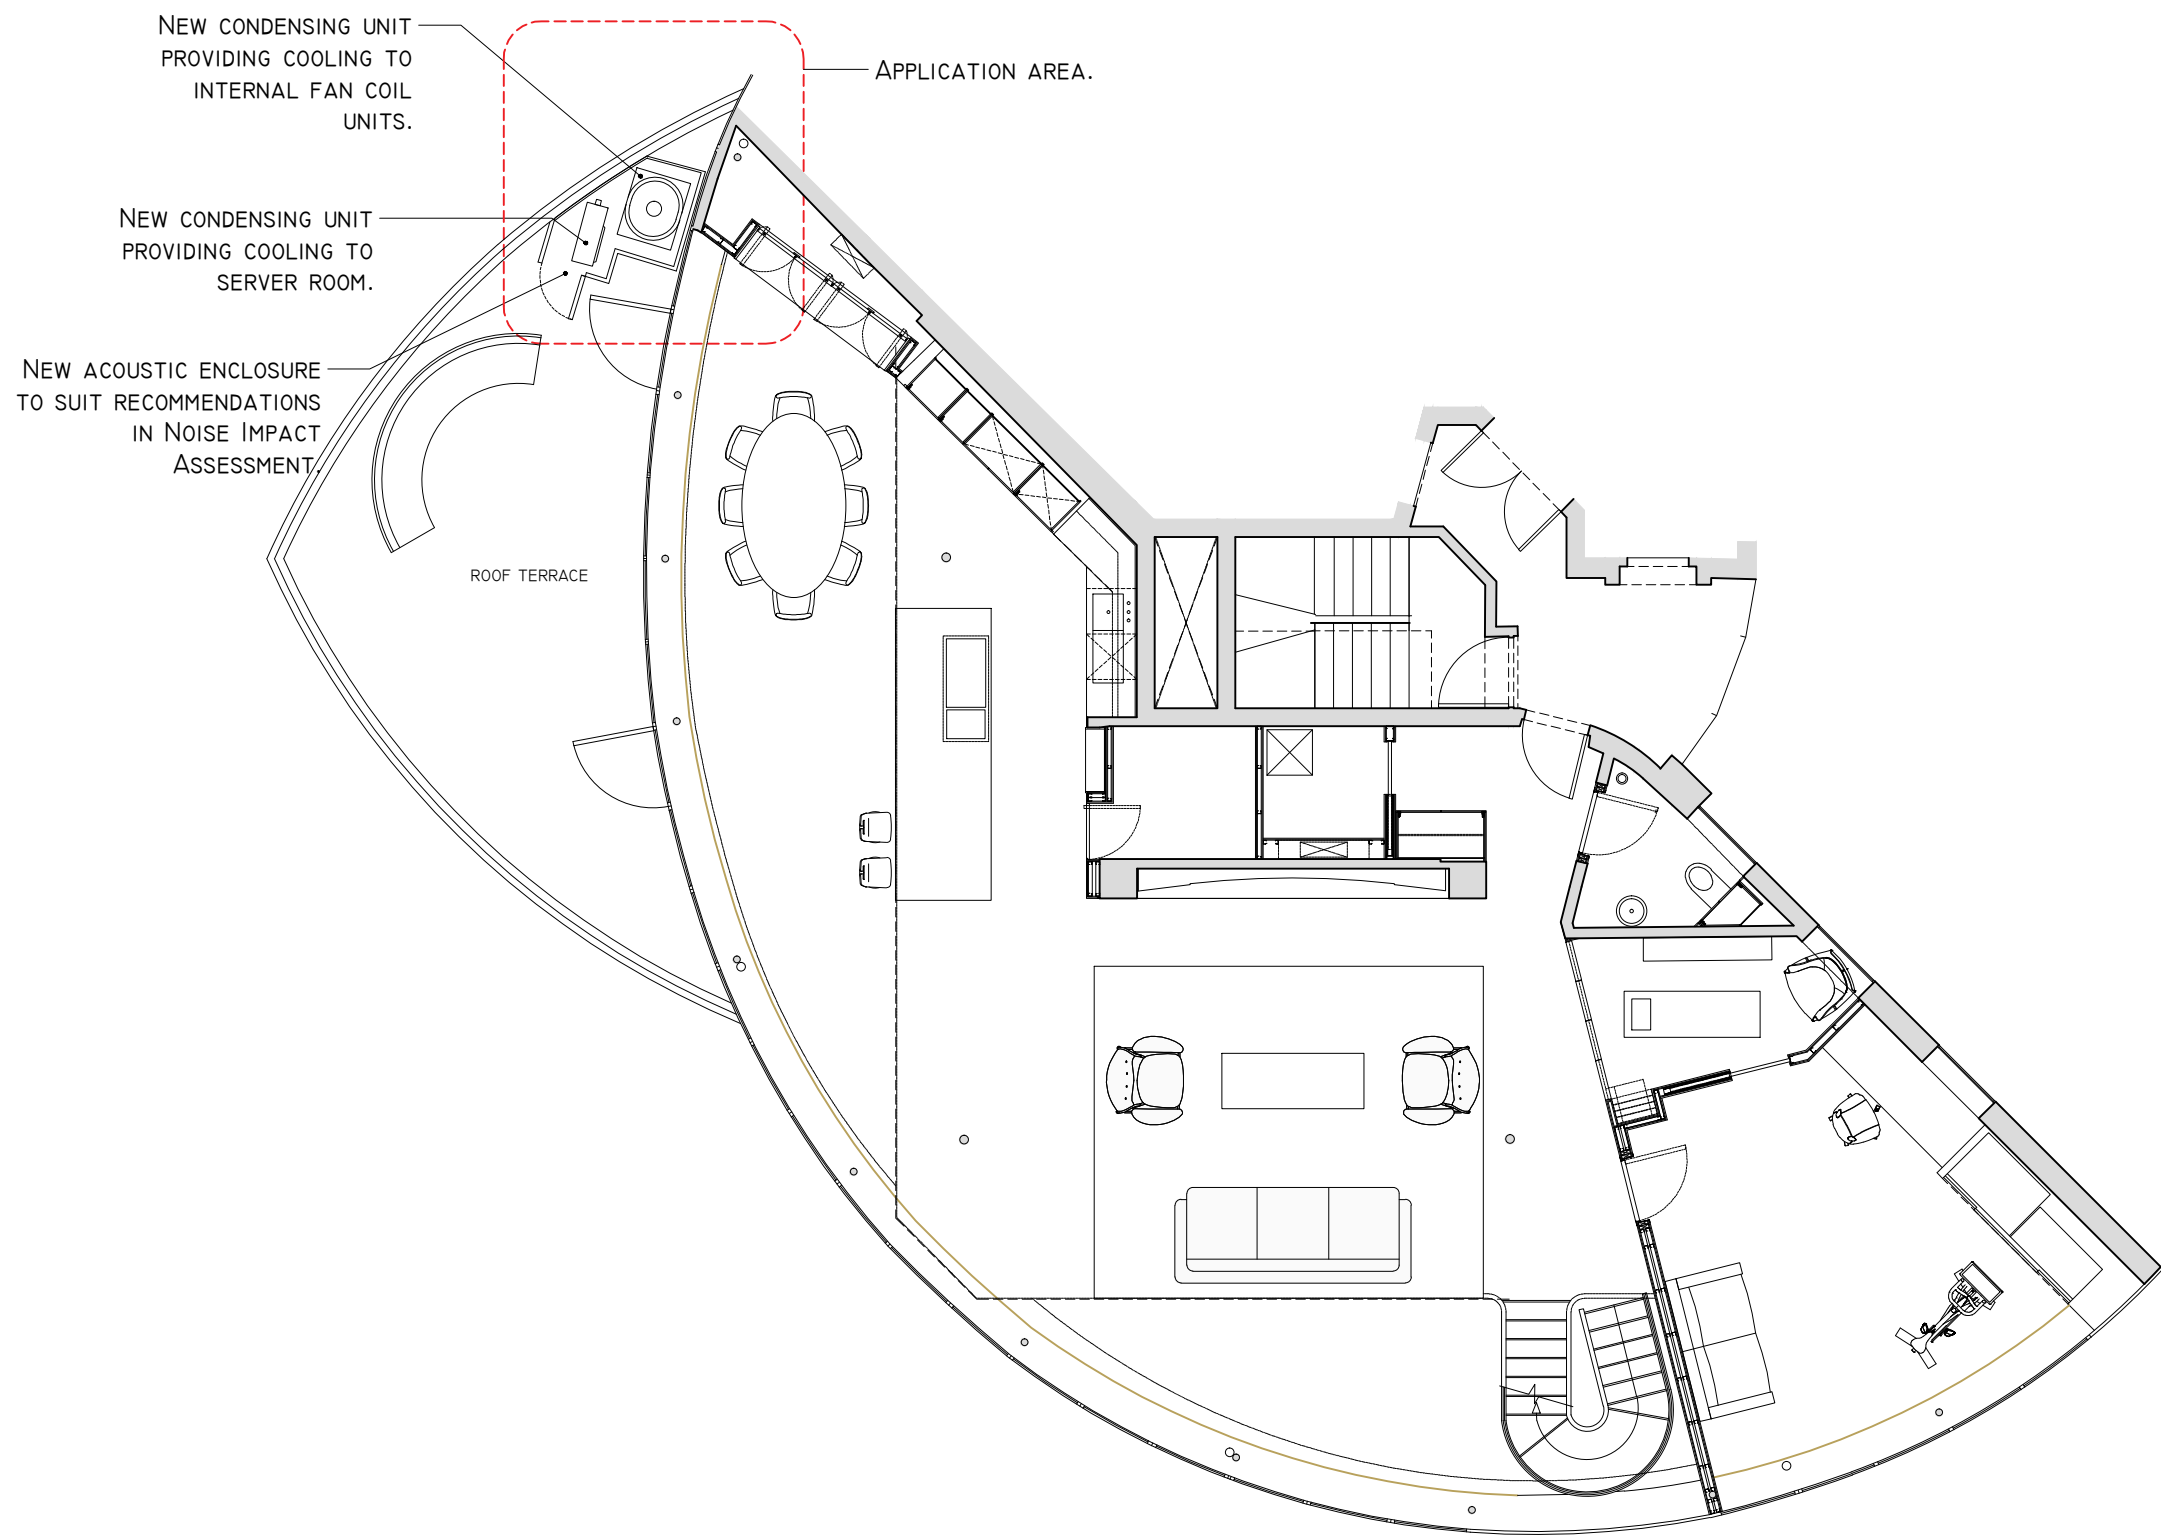 New condensing unit
providing cooling to
internal fan coil
units.
Application area.
New condensing unit
providing cooling to
server room.
New acoustic enclosure
to suit recommendations
in Noise Impact
Assessment.
ROOF TERRACE